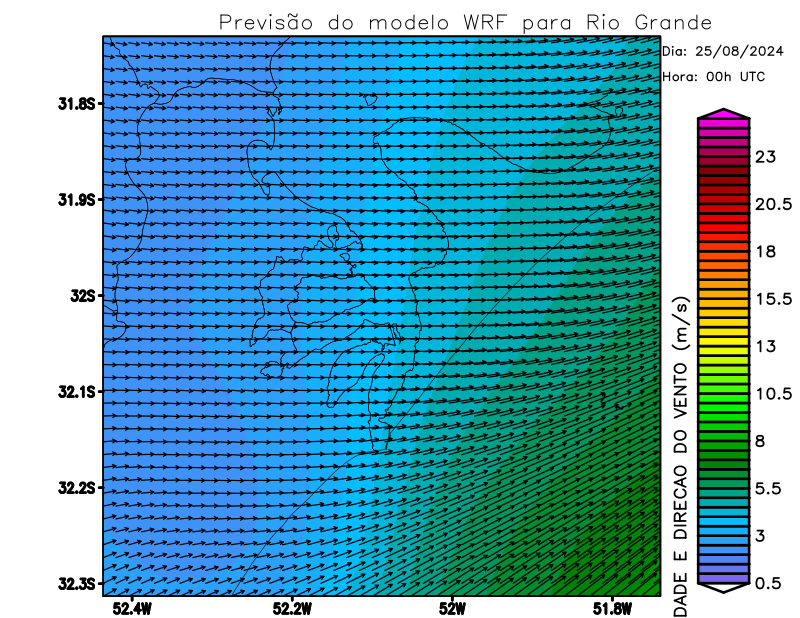 Previsão do modelo WRF para Rio Grande
Dia: 25/08/2024
Hora: 00h UTC
31.8S
31.9S
32S
32.1S
32.2S
32.3S
52.4W
52.2W
52W
51.8W
DADE E DIRECAO DO VENTO (m/s)
23
20.5
18
15.5
13
10.5
8
5.5
3
0.5